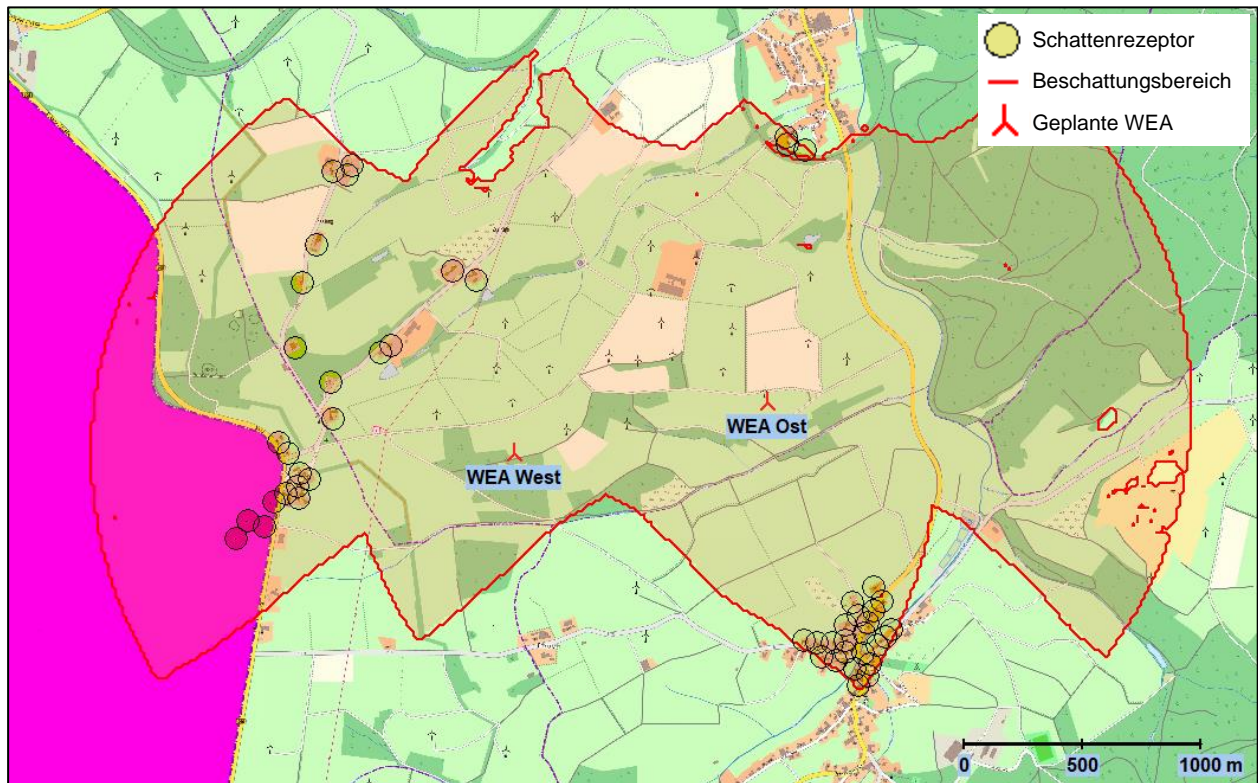 Schattenrezeptor
Beschattungsbereich
Geplante WEA
WEA Ost
WEA West
0 500 1000 m